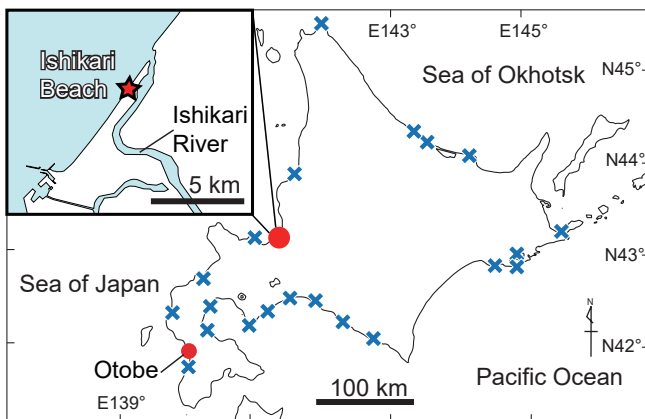 E143°
E145°
Ishikari
Beach
Sea of Okhotsk
N45°
Ishikari
River
5 km
N44°
N43°
Sea of Japan
N
N42°
Otobe
100 km
Pacific Ocean
E139°